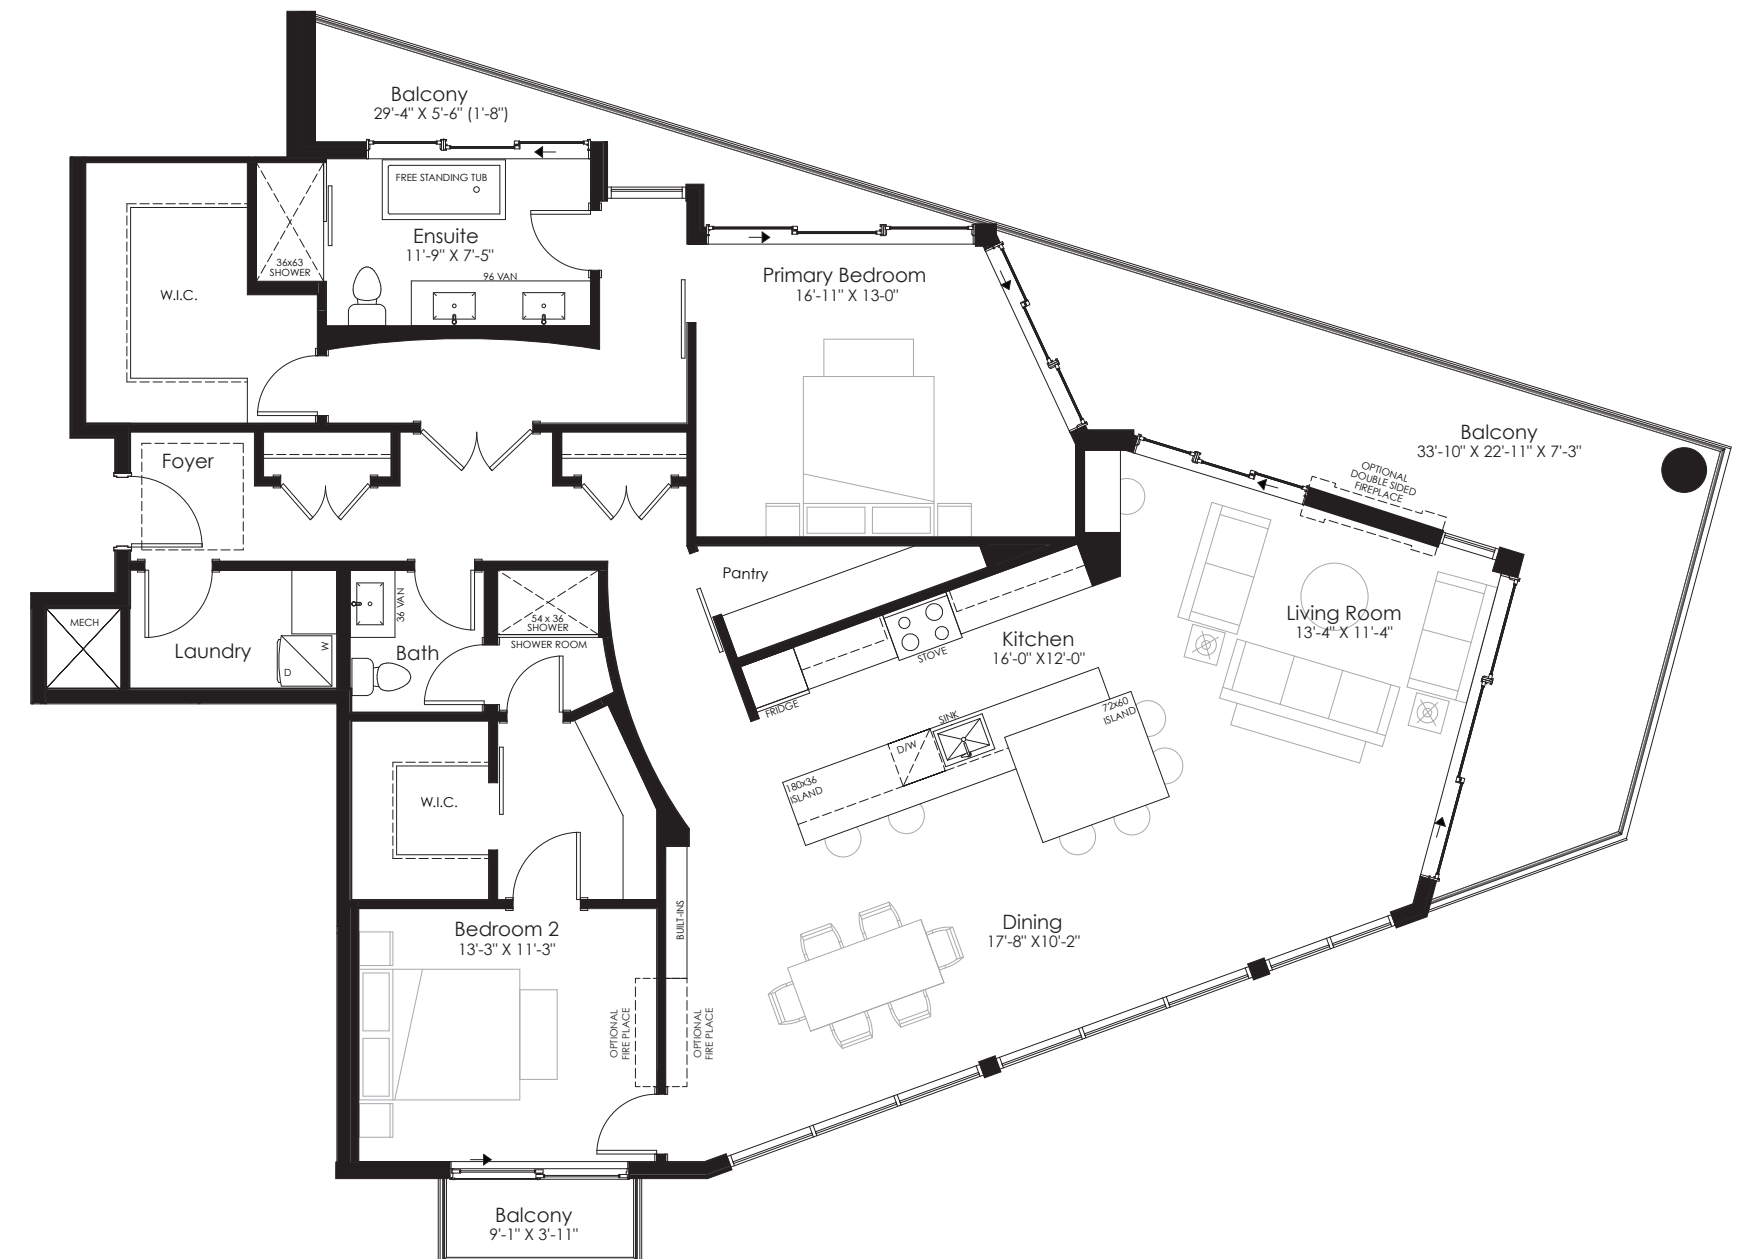 Balcony
29'-4" X 5'-6" (1'-8")
FREE STANDING TUB
Ensuite
11'-9" X 7'-5"
36x63
SHOWER
96 VAN
W.I.C.
Primary Bedroom
16'-11" X 13-0"
Balcony
33'-10" X 22'-11" X 7'-3"
OPTIONAL
DOUBLE SIDED
FIREPLACE
Foyer
Pantry
MECH
Laundry
W
D
36 VAN
Bath
54 x 36
SHOWER
SHOWER ROOM
STOVE
Kitchen
16'-0" X12'-0"
FRIDGE
Living Room
13'-4" X 11'-4"
SINK
D/W
72x60
ISLAND
180x36
ISLAND
W.I.C.
BUILT-INS
Bedroom 2
13'-3" X 11'-3"
Dining
17'-8" X10'-2"
OPTIONAL
FIRE PLACE
OPTIONAL
FIRE PLACE
Balcony
9'-1" X 3'-11"